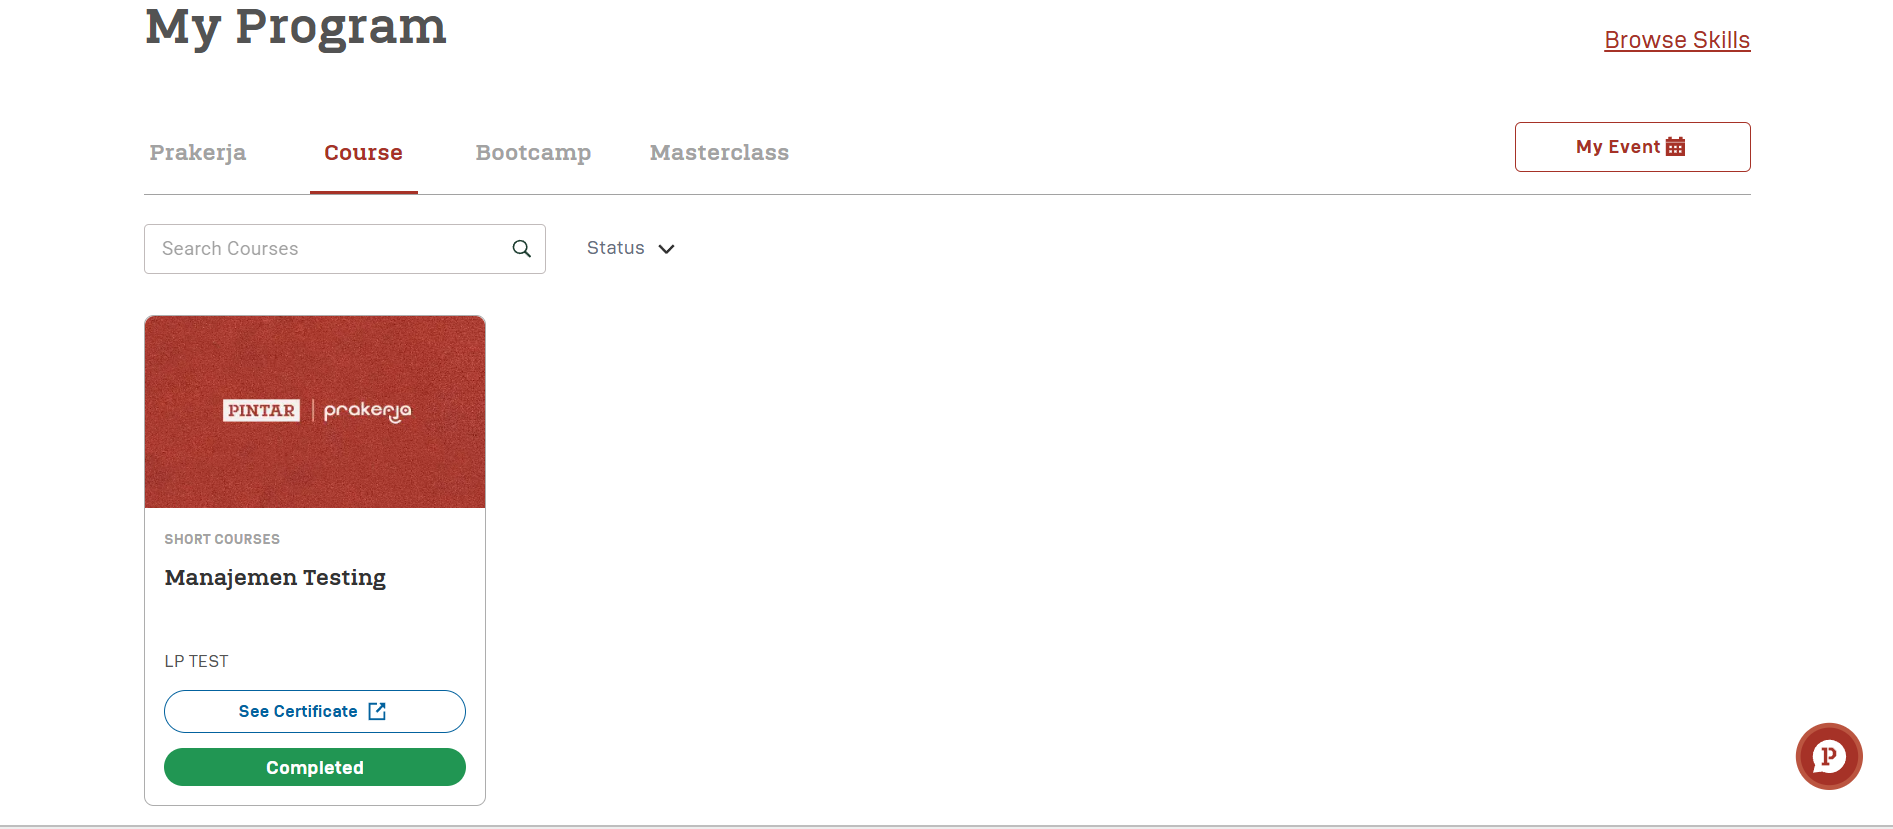 My Program
Browse Skills
Prakerja
Course
Bootcamp
Masterclass
My Event
Search Courses
Status
PINTAR | prakerja
SHORT COURSES
Manajemen Testing
LP TEST
See Certificate
Completed
P